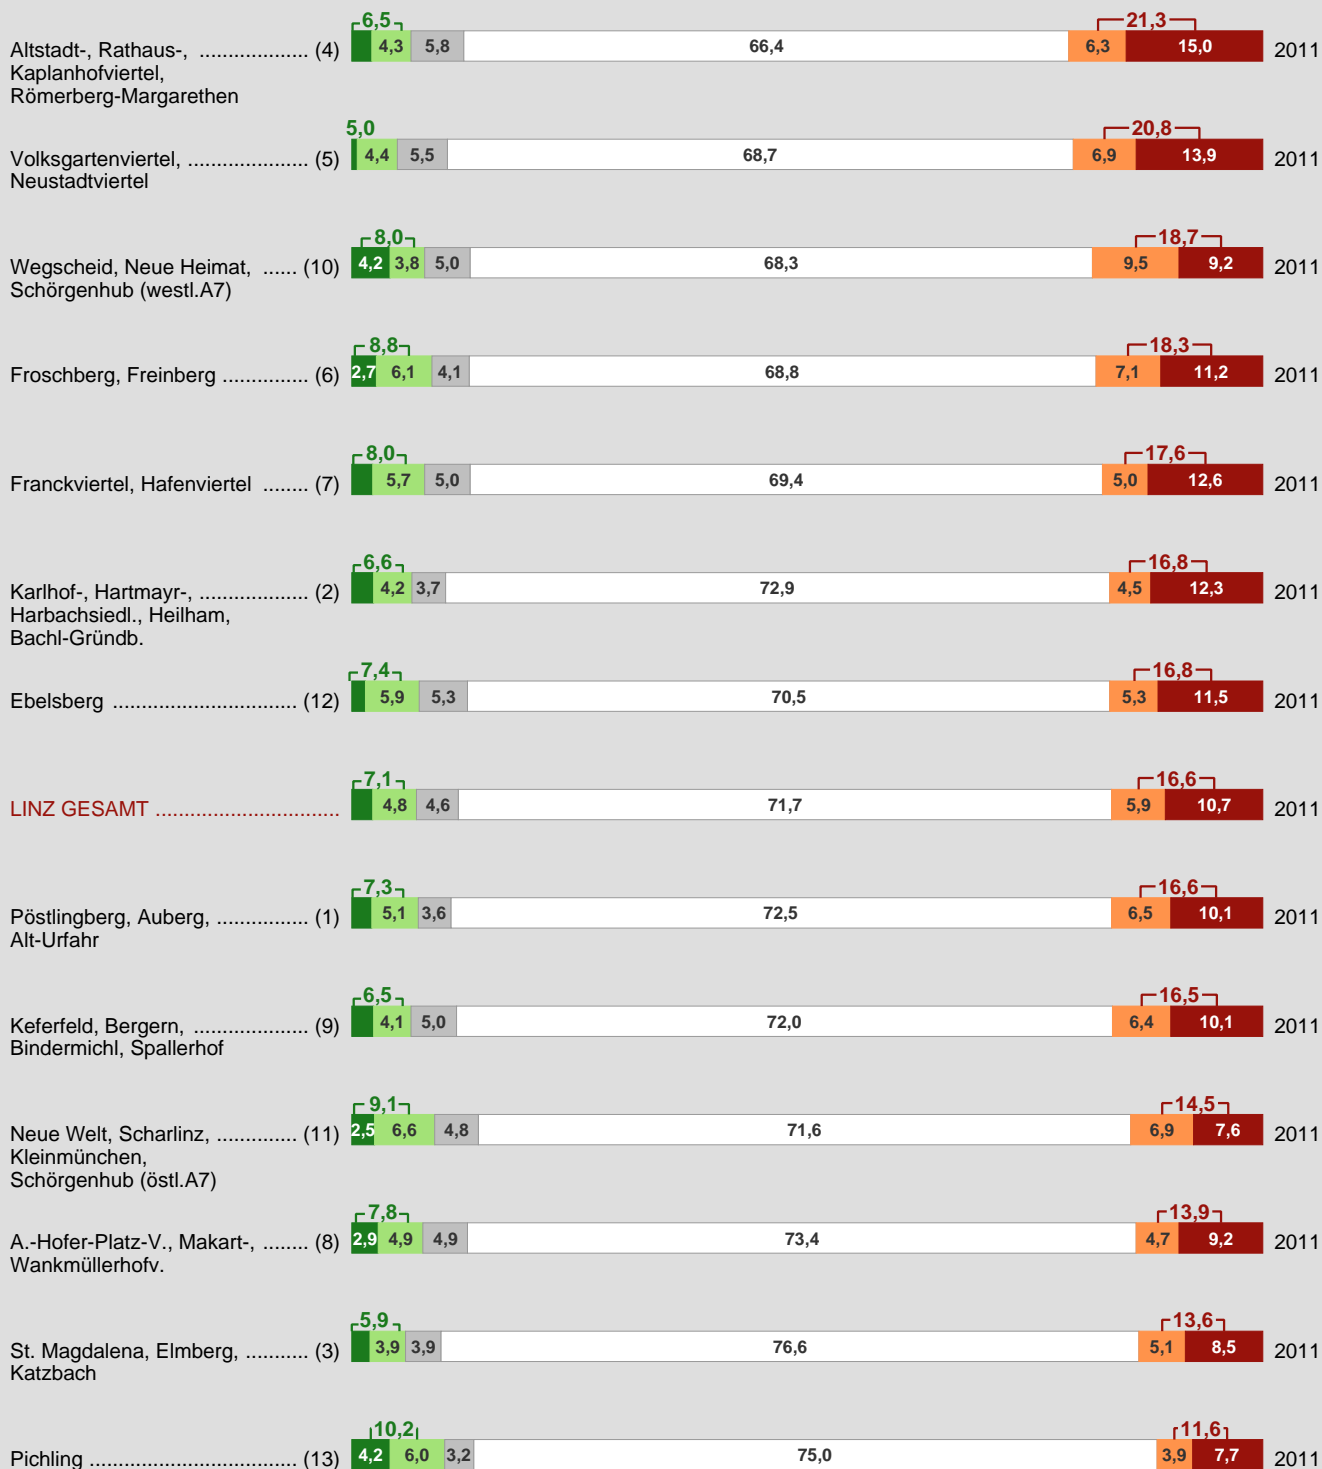 6,5 21,3
Altstadt-, Rathaus-, ................... (4) 4,3 5,8 66,4 6,3 15,0 2011
Kaplanhofviertel,
Römerberg-Margarethen
5,0 20,8
Volksgartenviertel, ..................... (5) 4,4 5,5 68,7 6,9 13,9 2011
Neustadtviertel
8,0 18,7
Wegscheid, Neue Heimat, ...... (10) 4,2 3,8 5,0 68,3 9,5 9,2 2011
Schörgenhub (westl.A7)
8,8 18,3
Froschberg, Freinberg ............... (6) 2,7 6,1 4,1 68,8 7,1 11,2 2011
8,0 17,6
Franckviertel, Hafenviertel ........ (7) 5,7 5,0 69,4 5,0 12,6 2011
6,6 16,8
Karlhof-, Hartmayr-, ................... (2) 4,2 3,7 72,9 4,5 12,3 2011
Harbachsiedl., Heilham,
Bachl-Gründb.
7,4 16,8
Ebelsberg ................................ (12) 5,9 5,3 70,5 5,3 11,5 2011
7,1 16,6
LINZ GESAMT ................................ 4,8 4,6 71,7 5,9 10,7 2011
7,3 16,6
Pöstlingberg, Auberg, ................ (1) 5,1 3,6 72,5 6,5 10,1 2011
Alt-Urfahr
6,5 16,5
Keferfeld, Bergern, .................... (9) 4,1 5,0 72,0 6,4 10,1 2011
Bindermichl, Spallerhof
9,1 14,5
Neue Welt, Scharlinz, .............. (11) 2,5 6,6 4,8 71,6 6,9 7,6 2011
Kleinmünchen,
Schörgenhub (östl.A7)
7,8 13,9
A.-Hofer-Platz-V., Makart-, ........ (8) 2,9 4,9 4,9 73,4 4,7 9,2 2011
Wankmüllerhofv.
5,9 13,6
St. Magdalena, Elmberg, ........... (3) 3,9 3,9 76,6 5,1 8,5 2011
Katzbach
10,2 11,6
Pichling .................................... (13) 4,2 6,0 3,2 75,0 3,9 7,7 2011